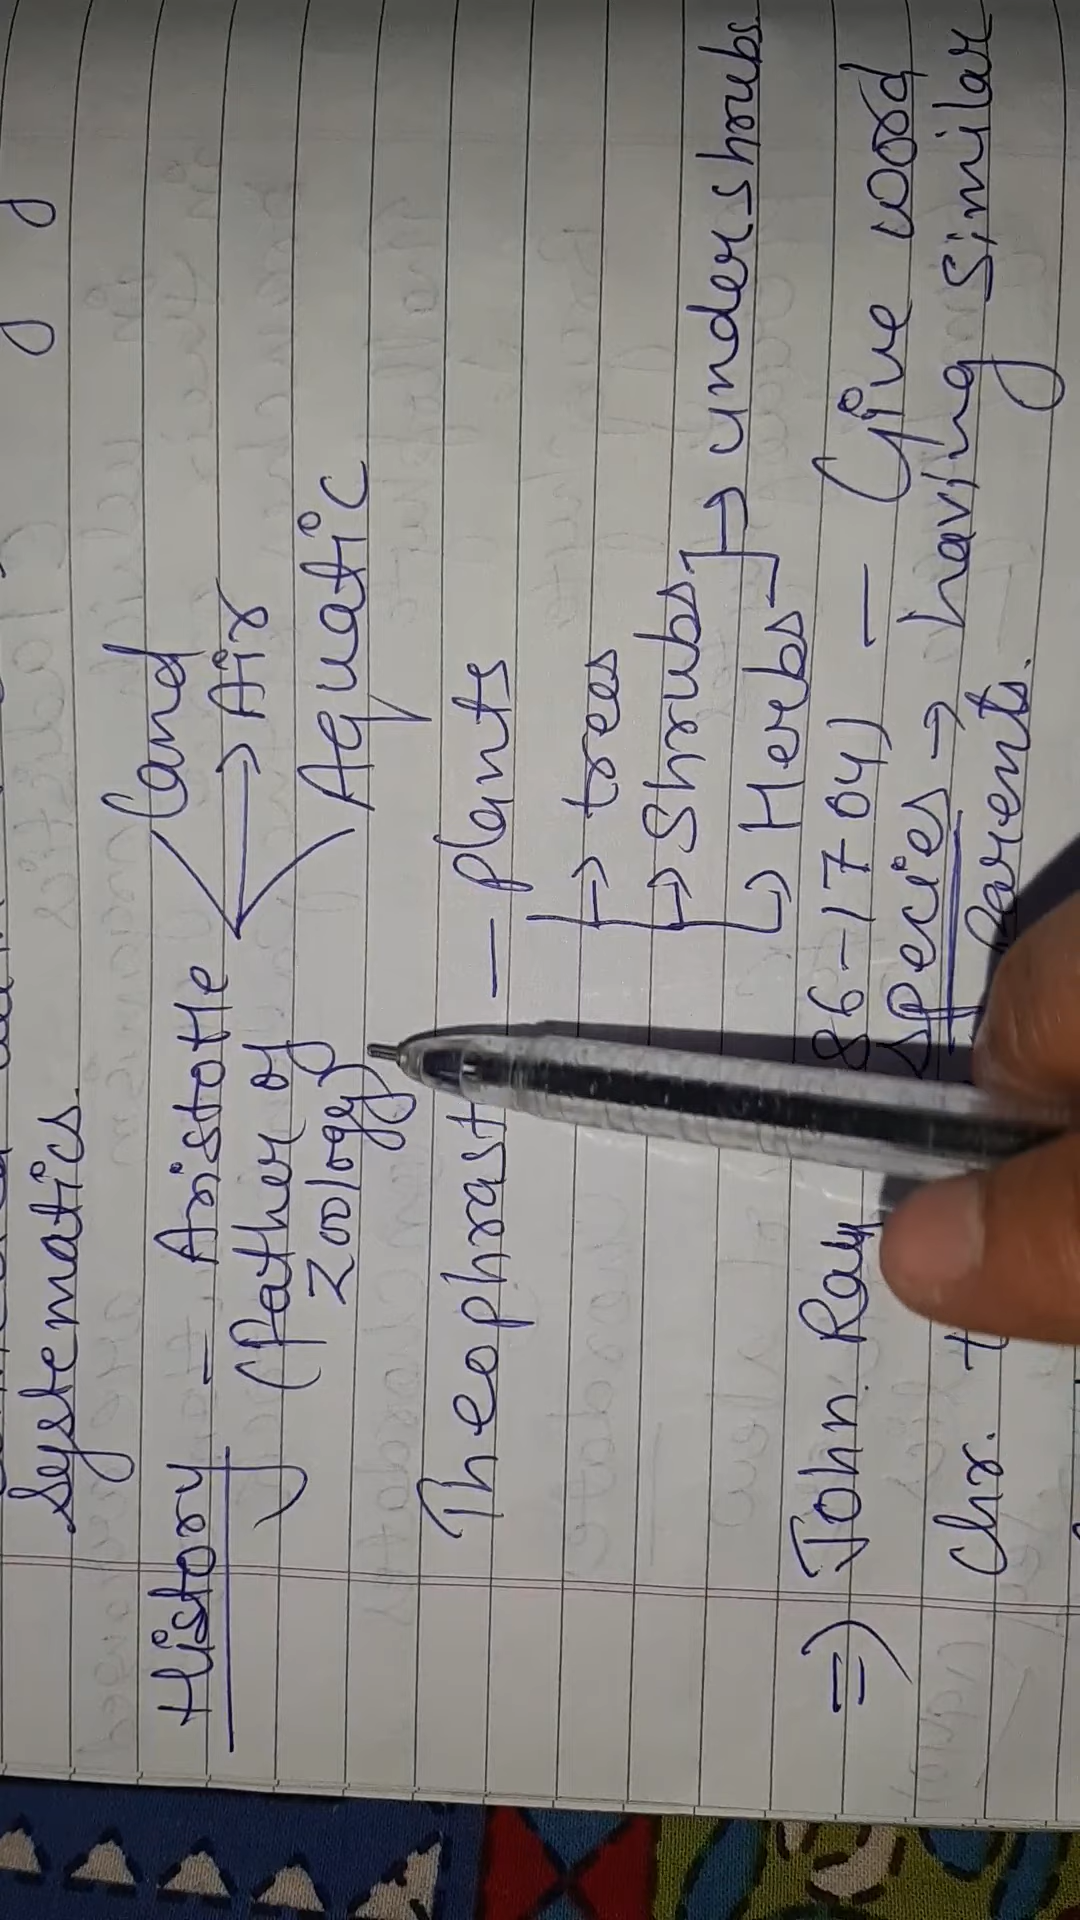 Systematics.
Land
History - Aristotle → Air
(Father of Aquatic
Zoology)
Theophrast - plants
→ trees
→ Shrubs
→ Herbs → undershrubs
⇒ John Ray 86-1704) - Give word
species → having similar
Chr. Parents.